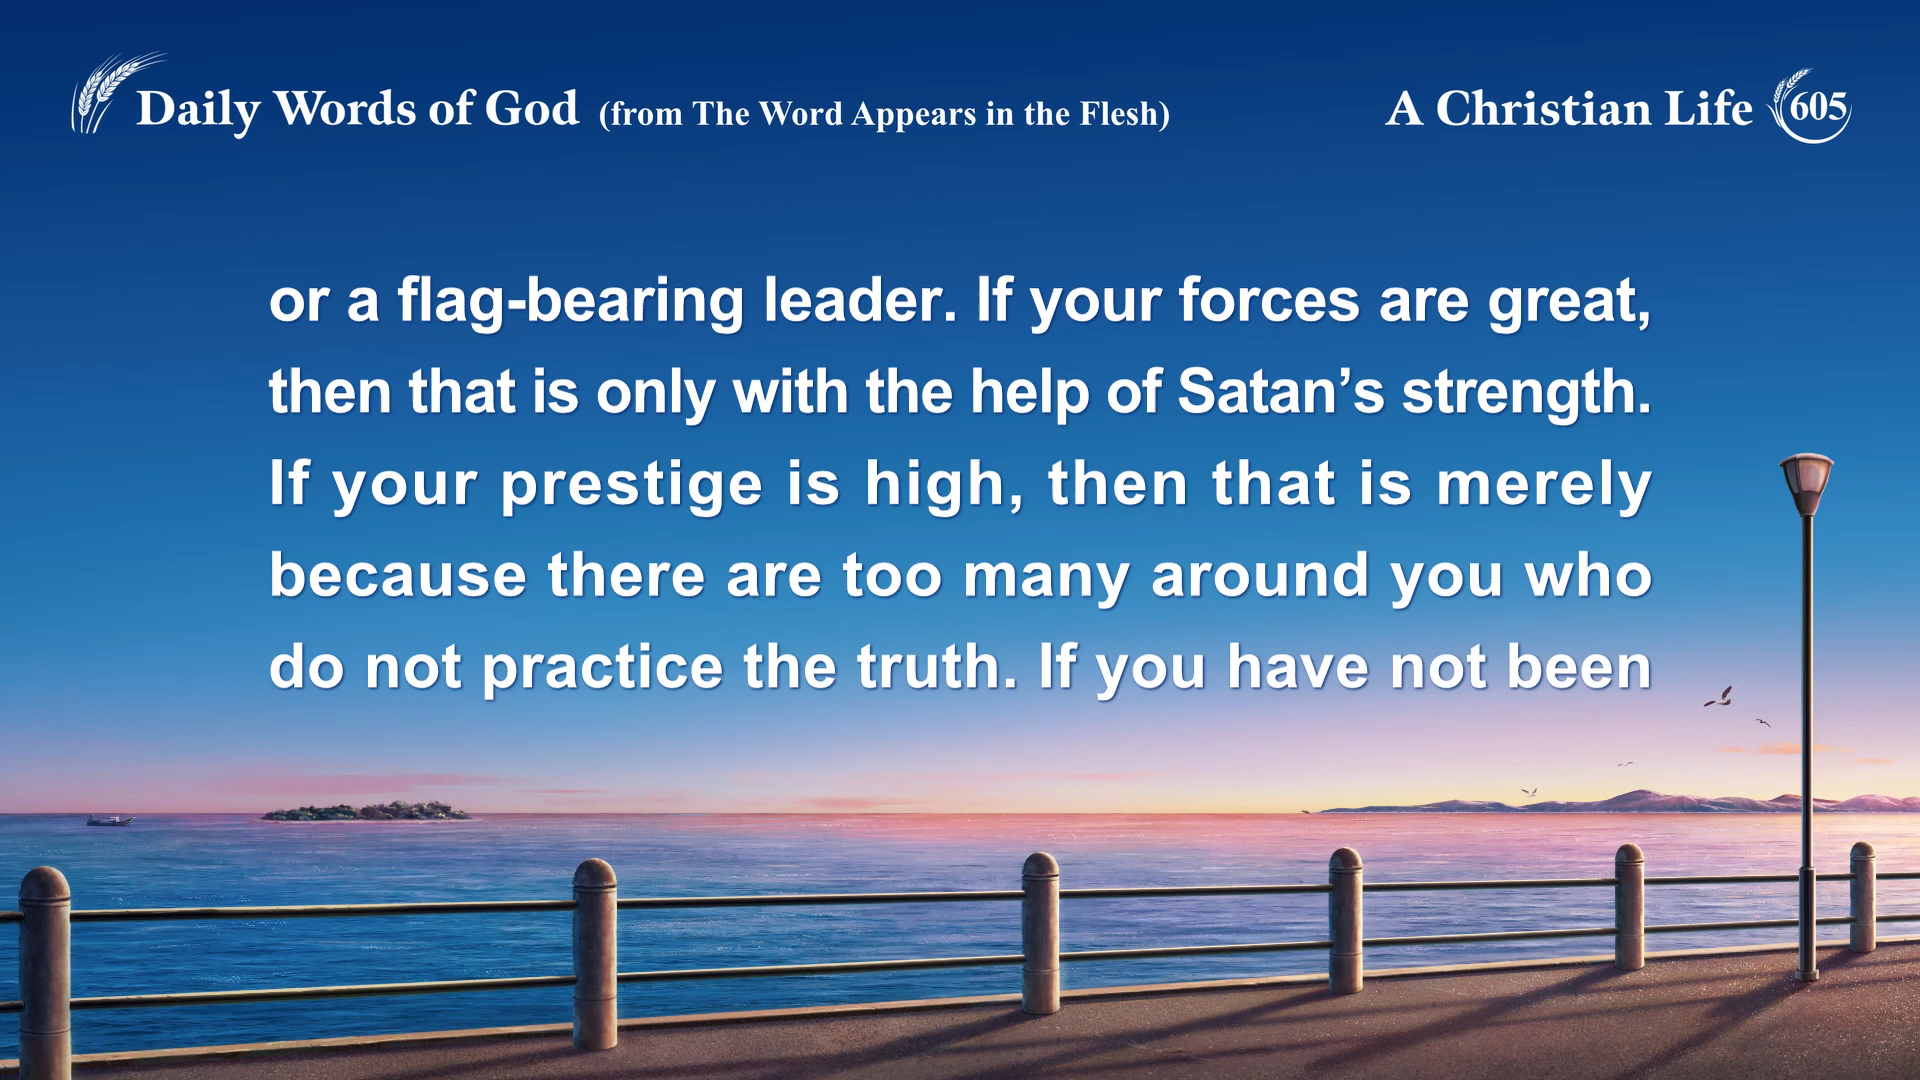 Daily Words of God (from The Word Appears in the Flesh)
A Christian Life 605
or a flag-bearing leader. If your forces are great,
then that is only with the help of Satan’s strength.
If your prestige is high, then that is merely
because there are too many around you who
do not practice the truth. If you have not been